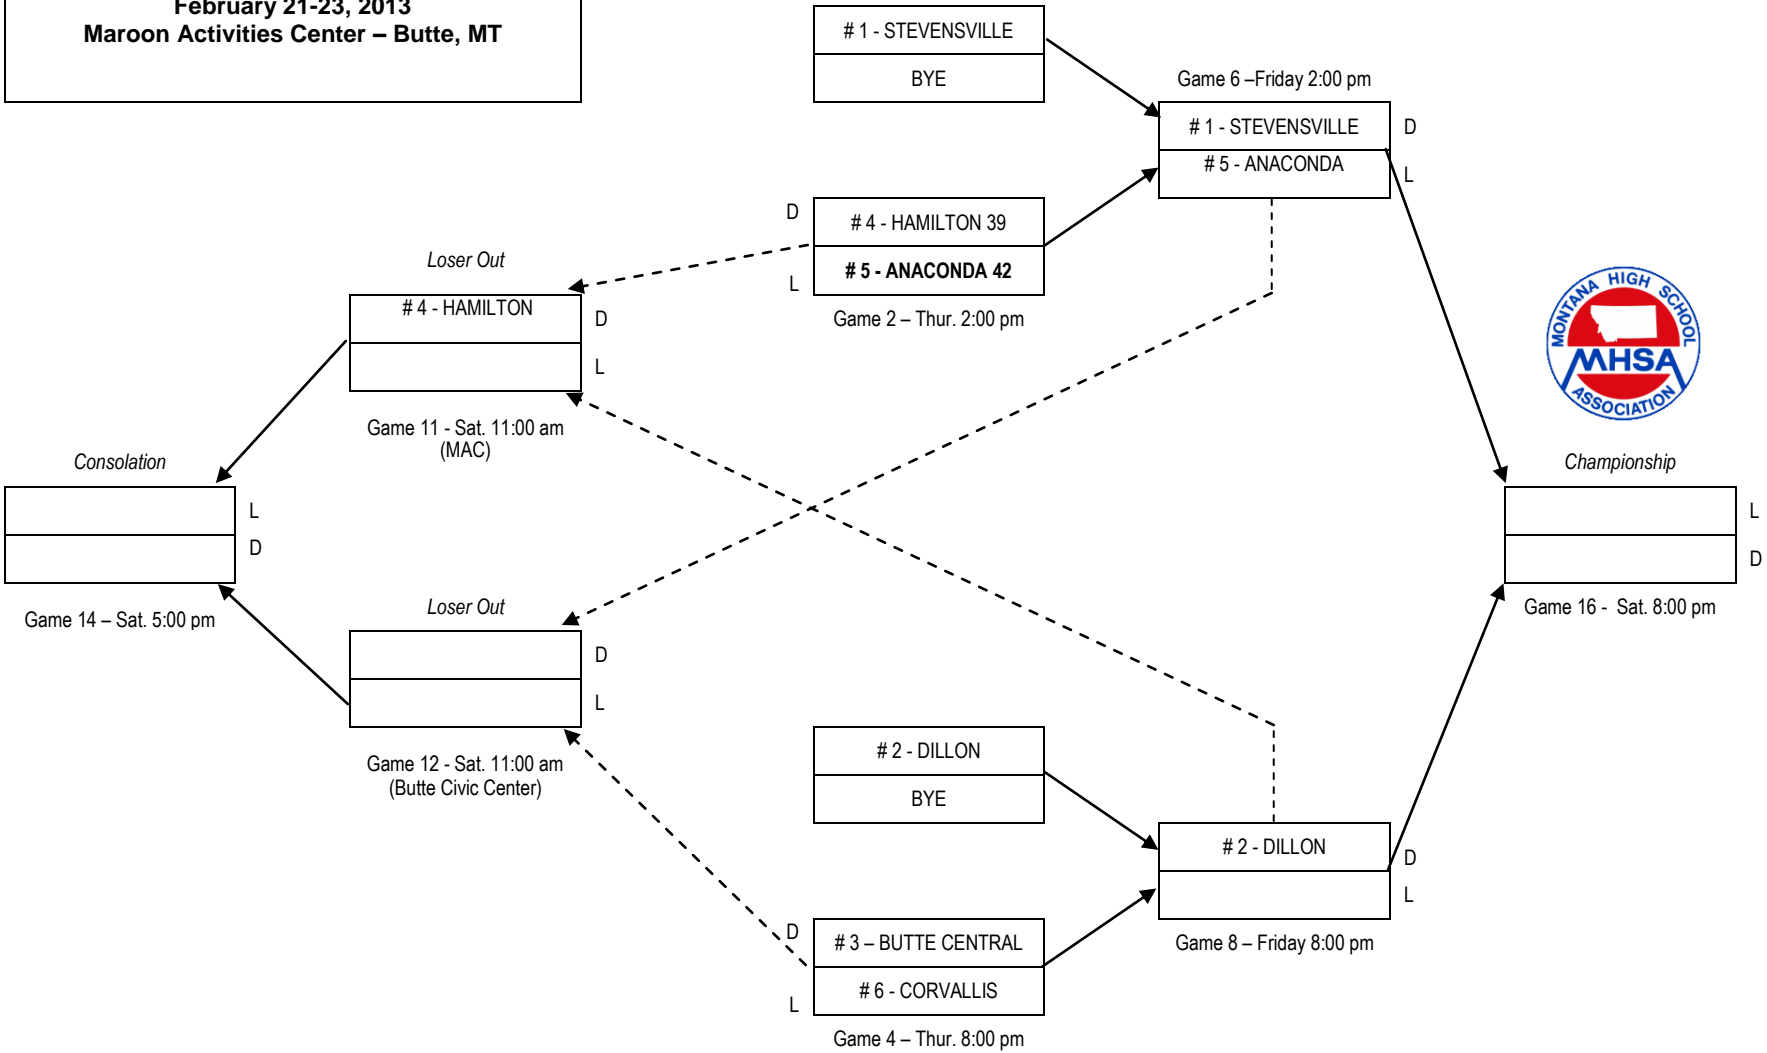 February 21-23, 2013
Maroon Activities Center – Butte, MT
# 1 - STEVENSVILLE
BYE
Game 6 –Friday 2:00 pm
# 1 - STEVENSVILLE
D
# 5 - ANACONDA
L
D
# 4 - HAMILTON 39
# 5 - ANACONDA 42
L
Game 2 – Thur. 2:00 pm
Loser Out
# 4 - HAMILTON
D
L
Game 11 - Sat. 11:00 am
(MAC)
MONTANA HIGH SCHOOL
MHSA
ASSOCIATION
Consolation
L
D
Game 14 – Sat. 5:00 pm
Championship
L
D
Game 16 - Sat. 8:00 pm
Loser Out
D
L
Game 12 - Sat. 11:00 am
(Butte Civic Center)
# 2 - DILLON
BYE
# 2 - DILLON
D
L
Game 8 – Friday 8:00 pm
D
# 3 – BUTTE CENTRAL
# 6 - CORVALLIS
L
Game 4 – Thur. 8:00 pm